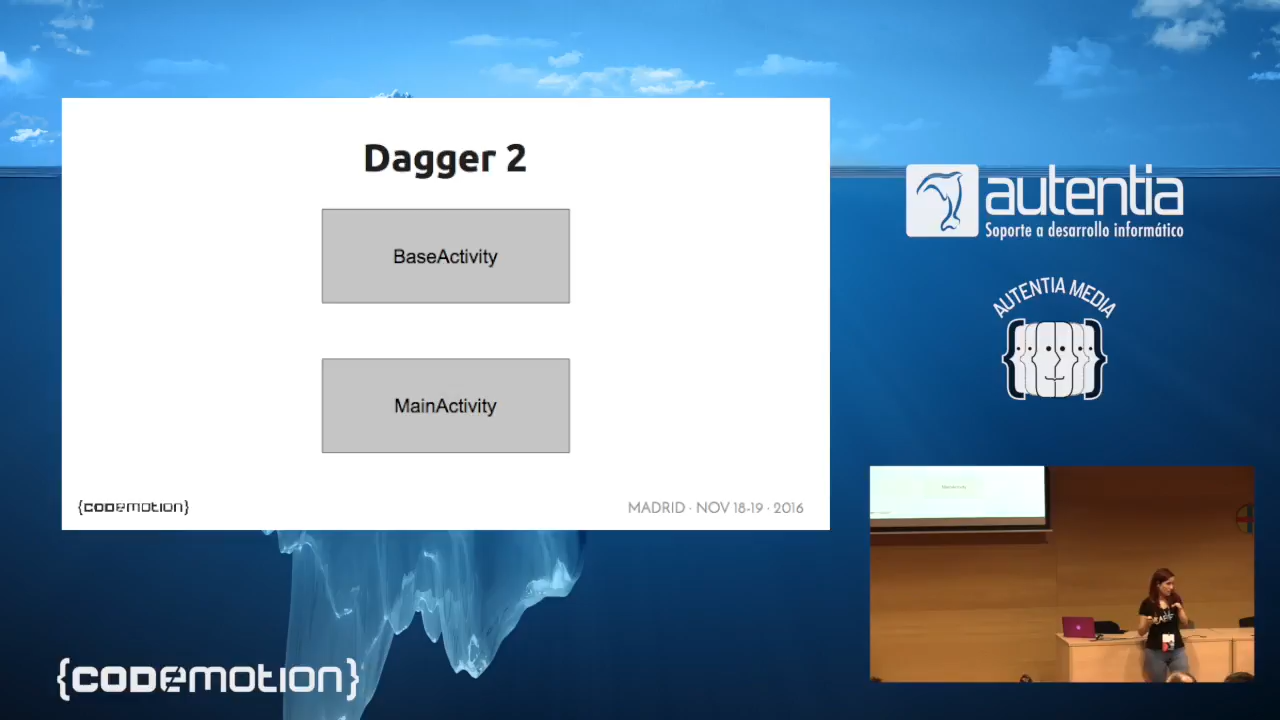 Dagger 2
BaseActivity
MainActivity
{CODEMOTION}
MADRID · NOV 18-19 · 2016
autentia
Soporte a desarrollo informático
AUTENTIA MEDIA
{CODEMOTION}